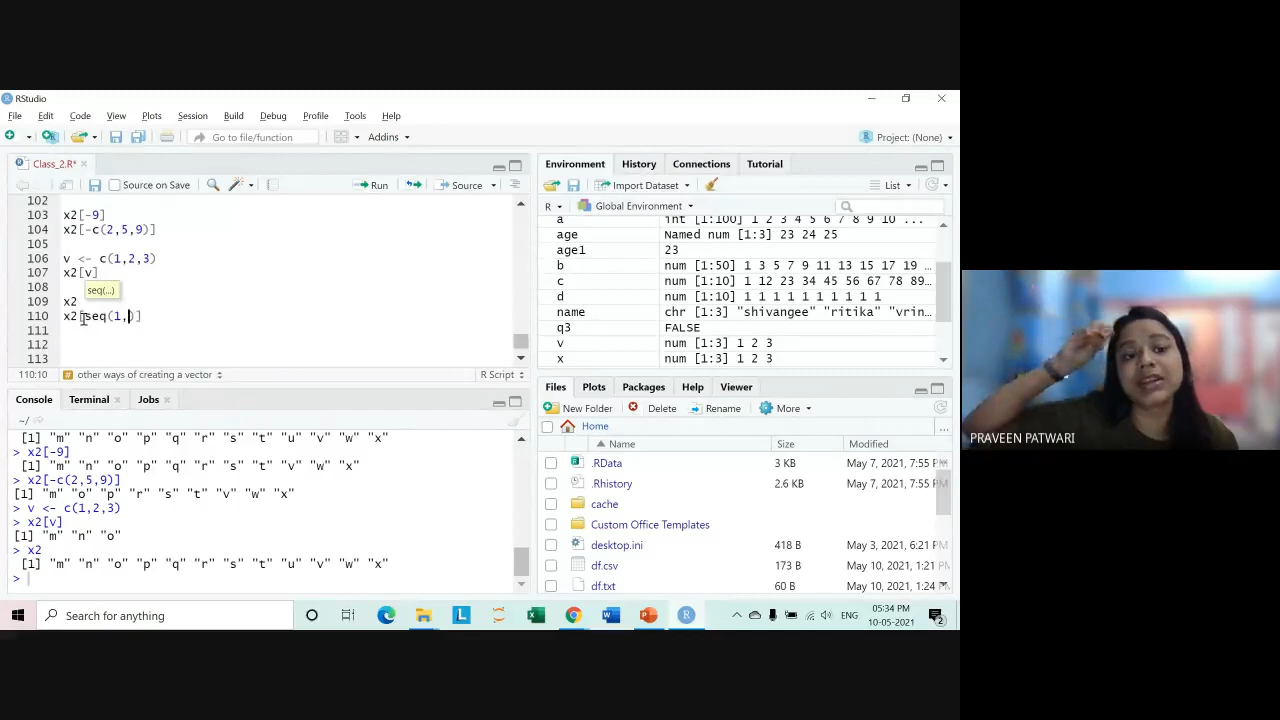 RStudio
File Edit Code View Plots Session Build Debug Profile Tools Help
Go to file/function Addins Project: (None)
Class_2.R*
Source on Save Run Source
102
103 x2[-9]
104 x2[-c(2,5,9)]
105
106 v <- c(1,2,3)
107 x2[v]
108 seq(...)
109 x2
110 x2[seq(1,)]
111
112
113
110:10 # other ways of creating a vector R Script
Console Terminal Jobs
~/
[1] "m" "n" "o" "p" "q" "r" "s" "t" "u" "v" "w" "x"
> x2[-9]
[1] "m" "n" "o" "p" "q" "r" "s" "t" "v" "w" "x"
> x2[-c(2,5,9)]
[1] "m" "o" "p" "r" "s" "t" "v" "w" "x"
> v <- c(1,2,3)
> x2[v]
[1] "m" "n" "o"
> x2
[1] "m" "n" "o" "p" "q" "r" "s" "t" "u" "v" "w" "x"
>
Environment History Connections Tutorial
Import Dataset List
R Global Environment
a int [1:100] 1 2 3 4 5 6 7 8 9 10 ...
age Named num [1:3] 23 24 25
age1 23
b num [1:50] 1 3 5 7 9 11 13 15 17 19 …
c num [1:10] 1 12 23 34 45 56 67 78 89…
d num [1:10] 1 1 1 1 1 1 1 1 1 1
name chr [1:3] "shivangee" "ritika" "vrin…
q3 FALSE
v num [1:3] 1 2 3
x num [1:3] 1 2 3
Files Plots Packages Help Viewer
New Folder Delete Rename More
Home ...
Name Size Modified
.RData 3 KB May 7, 2021, 7:55 P
.Rhistory 2.6 KB May 7, 2021, 7:55 P
cache
Custom Office Templates
desktop.ini 418 B May 3, 2021, 6:21 PM
df.csv 173 B May 10, 2021, 1:21
df.txt 60 B May 10, 2021, 1:24
Search for anything
ENG 05:34 PM
10-05-2021
2
PRAVEEN PATWARI